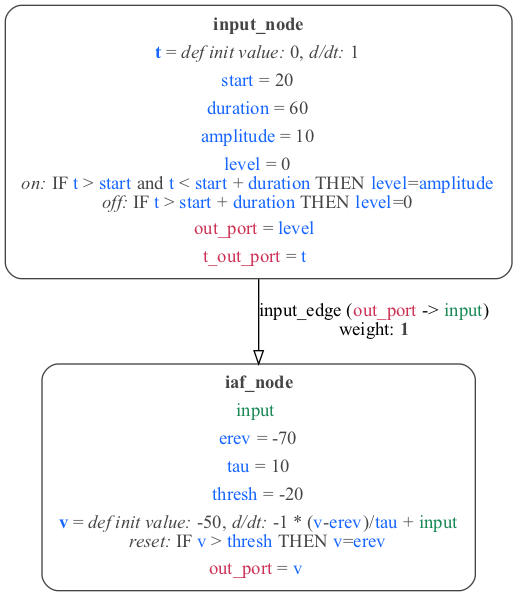 input_node
t = def init value: 0, d/dt: 1
start = 20
duration = 60
amplitude = 10
level = 0
on: IF t > start and t < start + duration THEN level=amplitude
off: IF t > start + duration THEN level=0
out_port = level
t_out_port = t
input_edge (out_port -> input)
weight: 1
iaf_node
input
erev = -70
tau = 10
thresh = -20
v = def init value: -50, d/dt: -1 * (v-erev)/tau + input
reset: IF v > thresh THEN v=erev
out_port = v